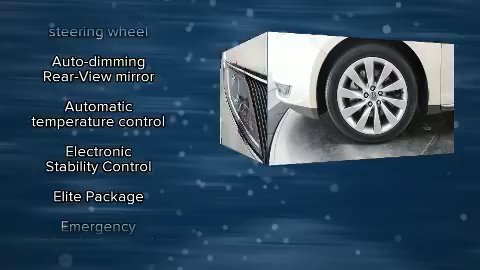 steering wheel
Auto-dimming
Rear-View mirror
Automatic
temperature control
Electronic
Stability Control
Elite Package
Emergency